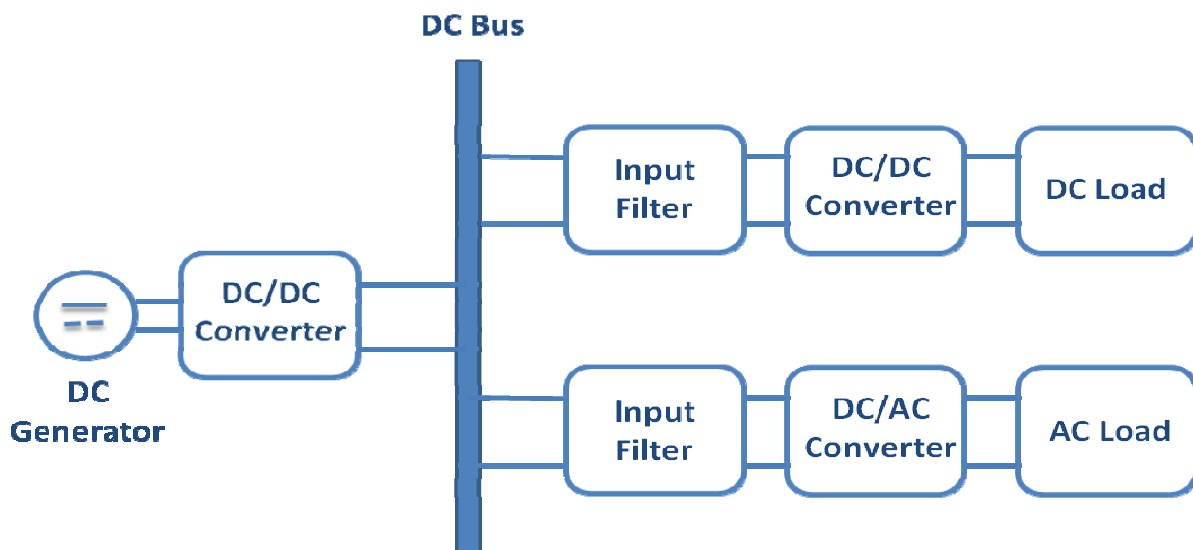 DC Bus
Input
Filter
DC/DC
Converter
DC Load
DC/DC
Converter
DC
Generator
Input
Filter
DC/AC
Converter
AC Load